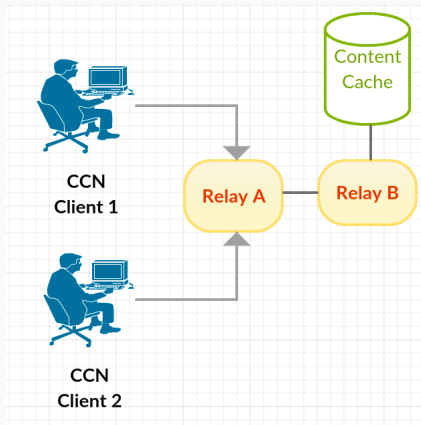 Content
Cache
CCN
Client 1
Relay A
Relay B
CCN
Client 2